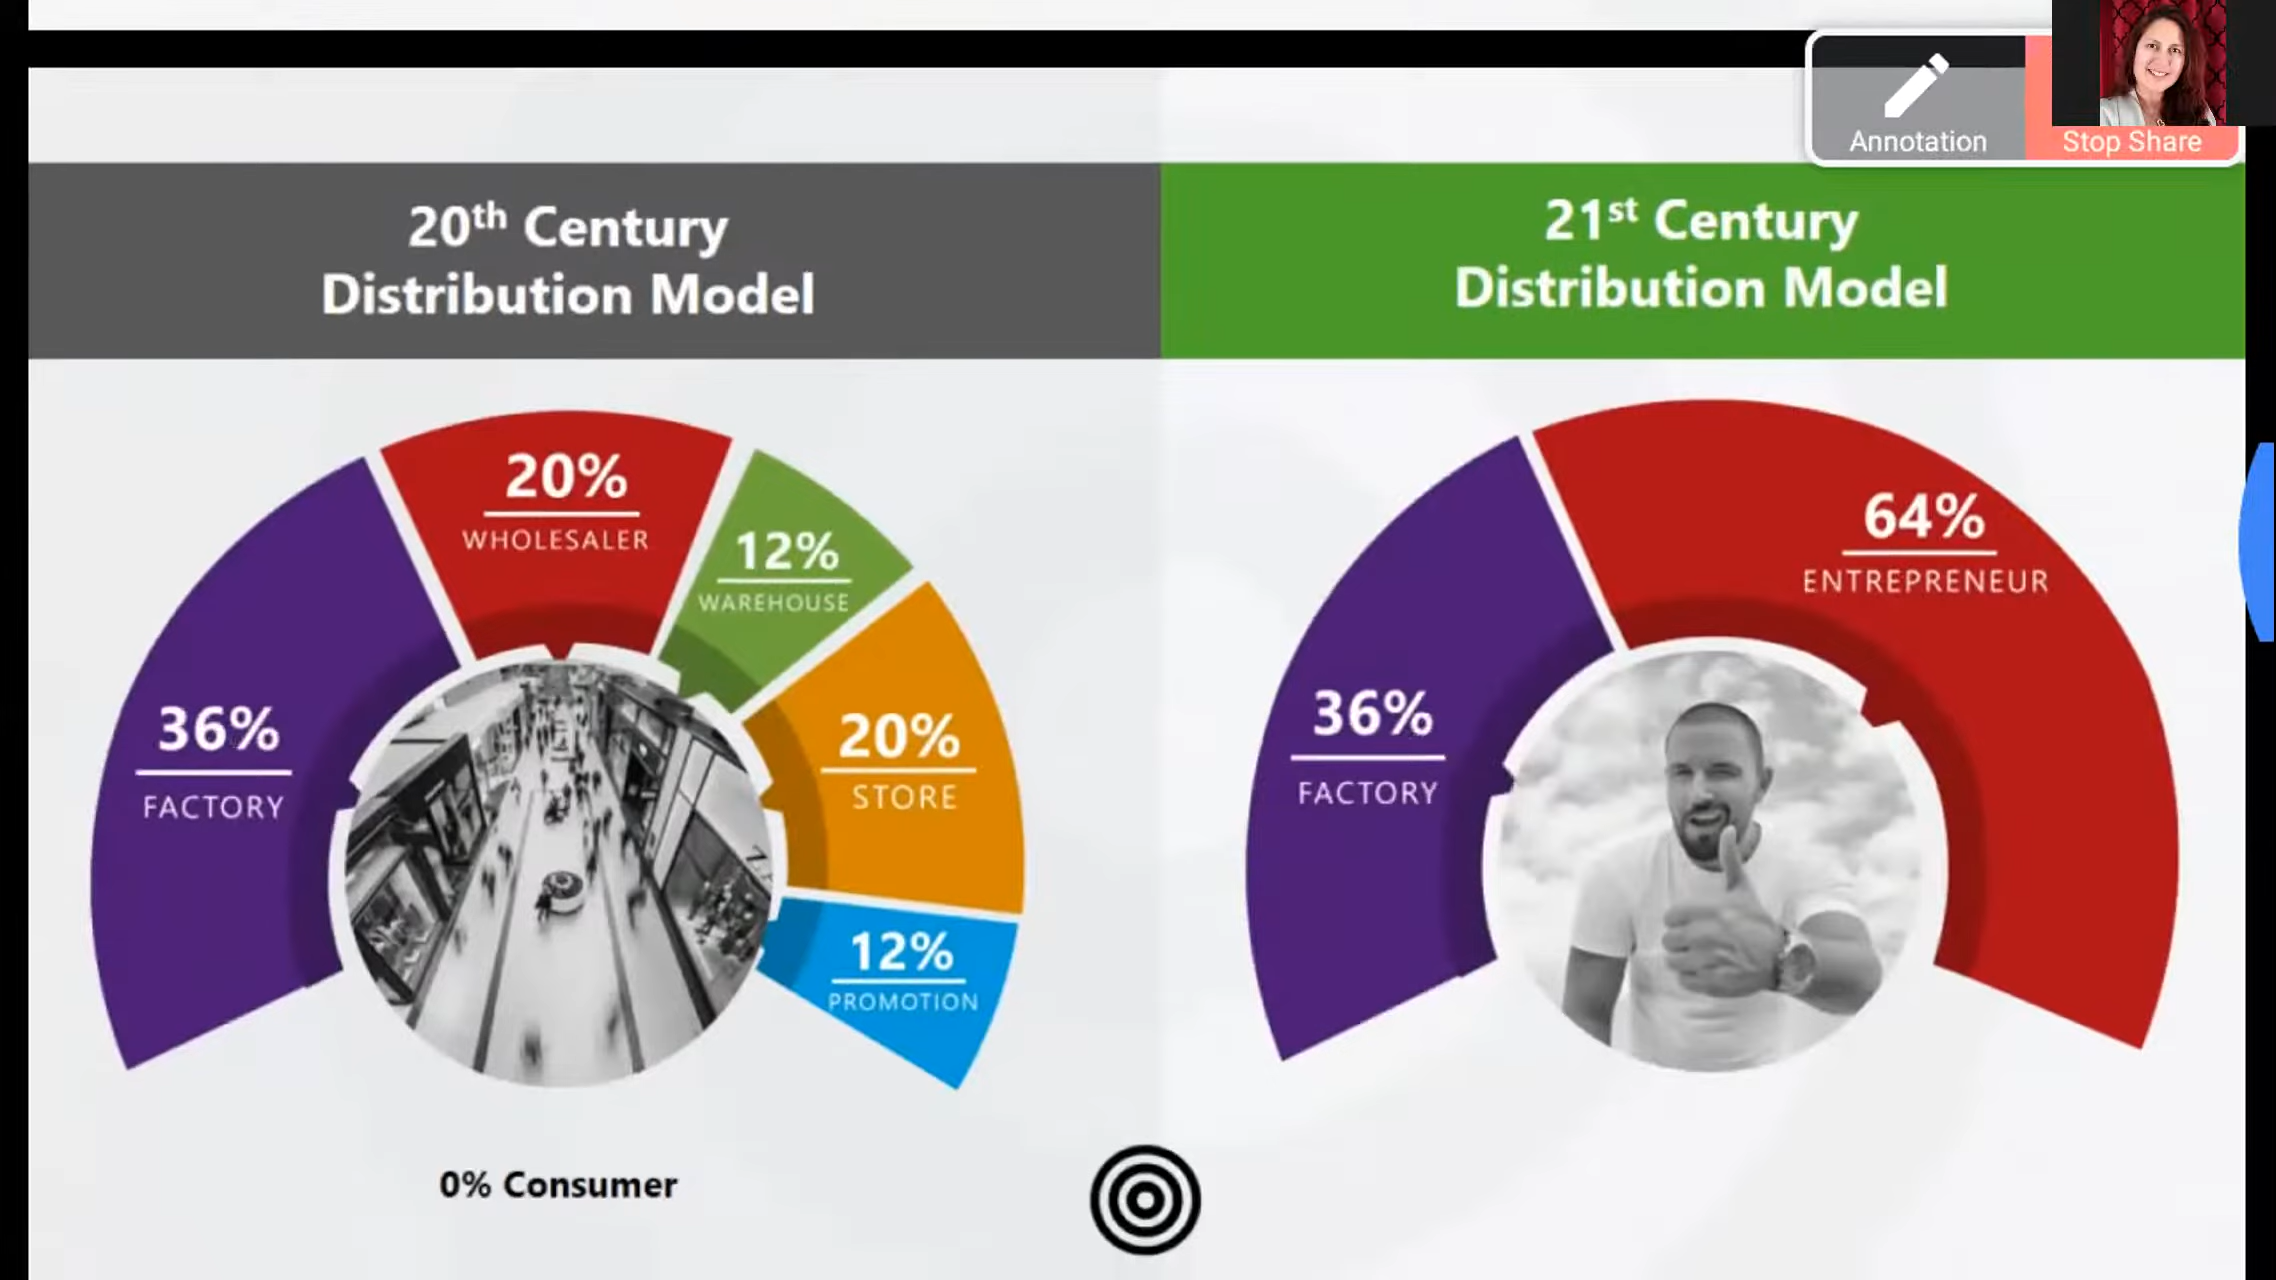 Annotation
Stop Share
20th Century
Distribution Model
36%
FACTORY
20%
WHOLESALER
12%
WAREHOUSE
20%
STORE
12%
PROMOTION
0% Consumer
21st Century
Distribution Model
36%
FACTORY
64%
ENTREPRENEUR